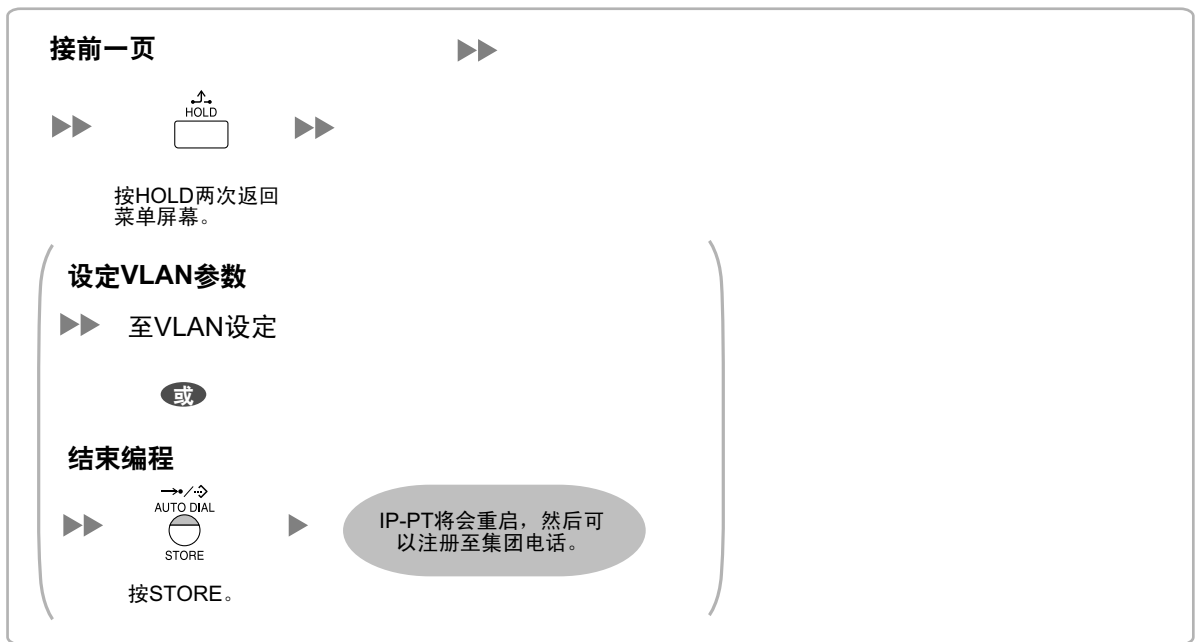 接前一页
HOLD
按HOLD两次返回
菜单屏幕。
设定VLAN参数
至VLAN设定
或
结束编程
AUTO DIAL
STORE
IP-PT将会重启，然后可
以注册至集团电话。
按STORE。